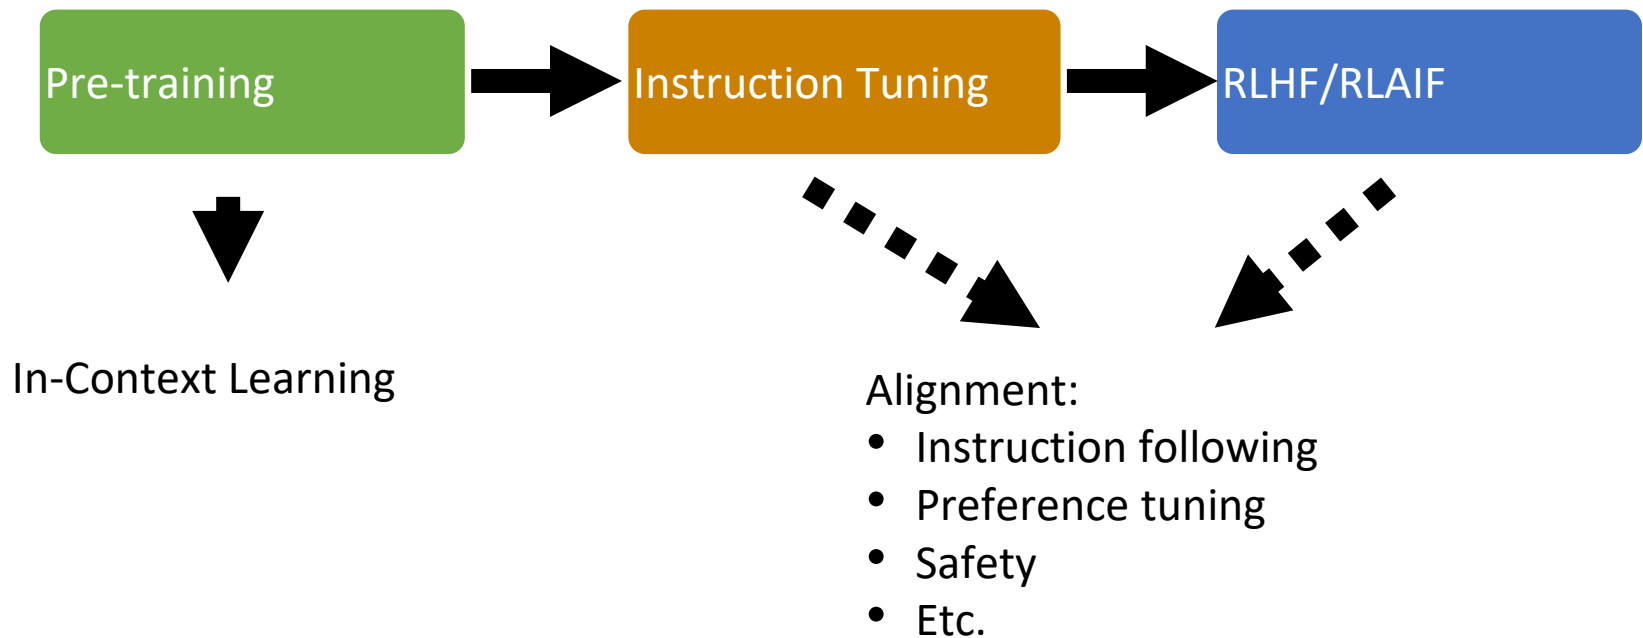 Pre-training
Instruction Tuning
RLHF/RLAIF
In-Context Learning
Alignment:
• Instruction following
• Preference tuning
• Safety
• Etc.